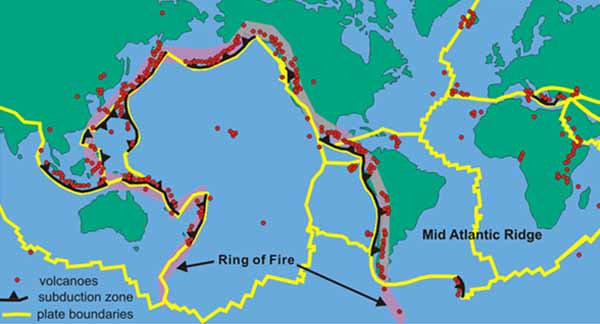 Mid Atlantic Ridge
Ring of Fire
volcanoes
subduction zone
plate boundaries